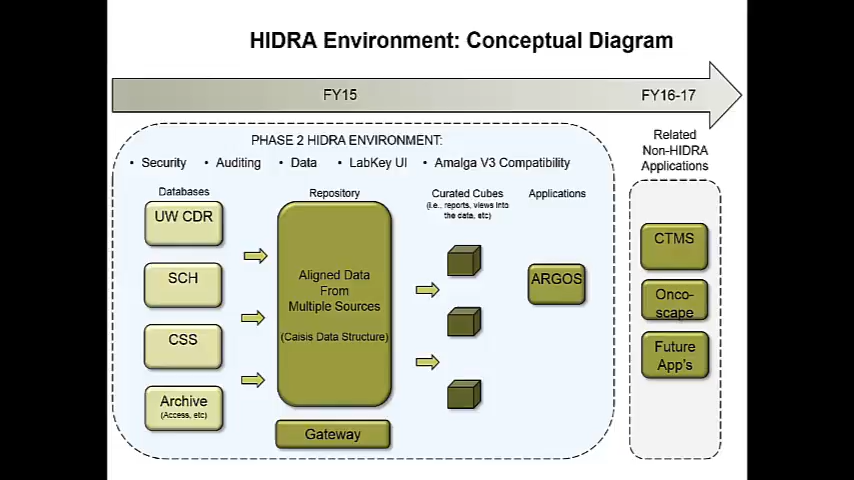 HIDRA Environment: Conceptual Diagram
FY15
FY16-17
PHASE 2 HIDRA ENVIRONMENT:
• Security • Auditing • Data • LabKey UI • Amalga V3 Compatibility
Related
Non-HIDRA
Applications
Databases
Repository
Curated Cubes
(i.e., reports, views into
the data, etc)
Applications
UW CDR
SCH
CSS
Archive
(Access, etc)
Aligned Data
From
Multiple Sources
(Caisis Data Structure)
Gateway
ARGOS
CTMS
Onco-
scape
Future
App's